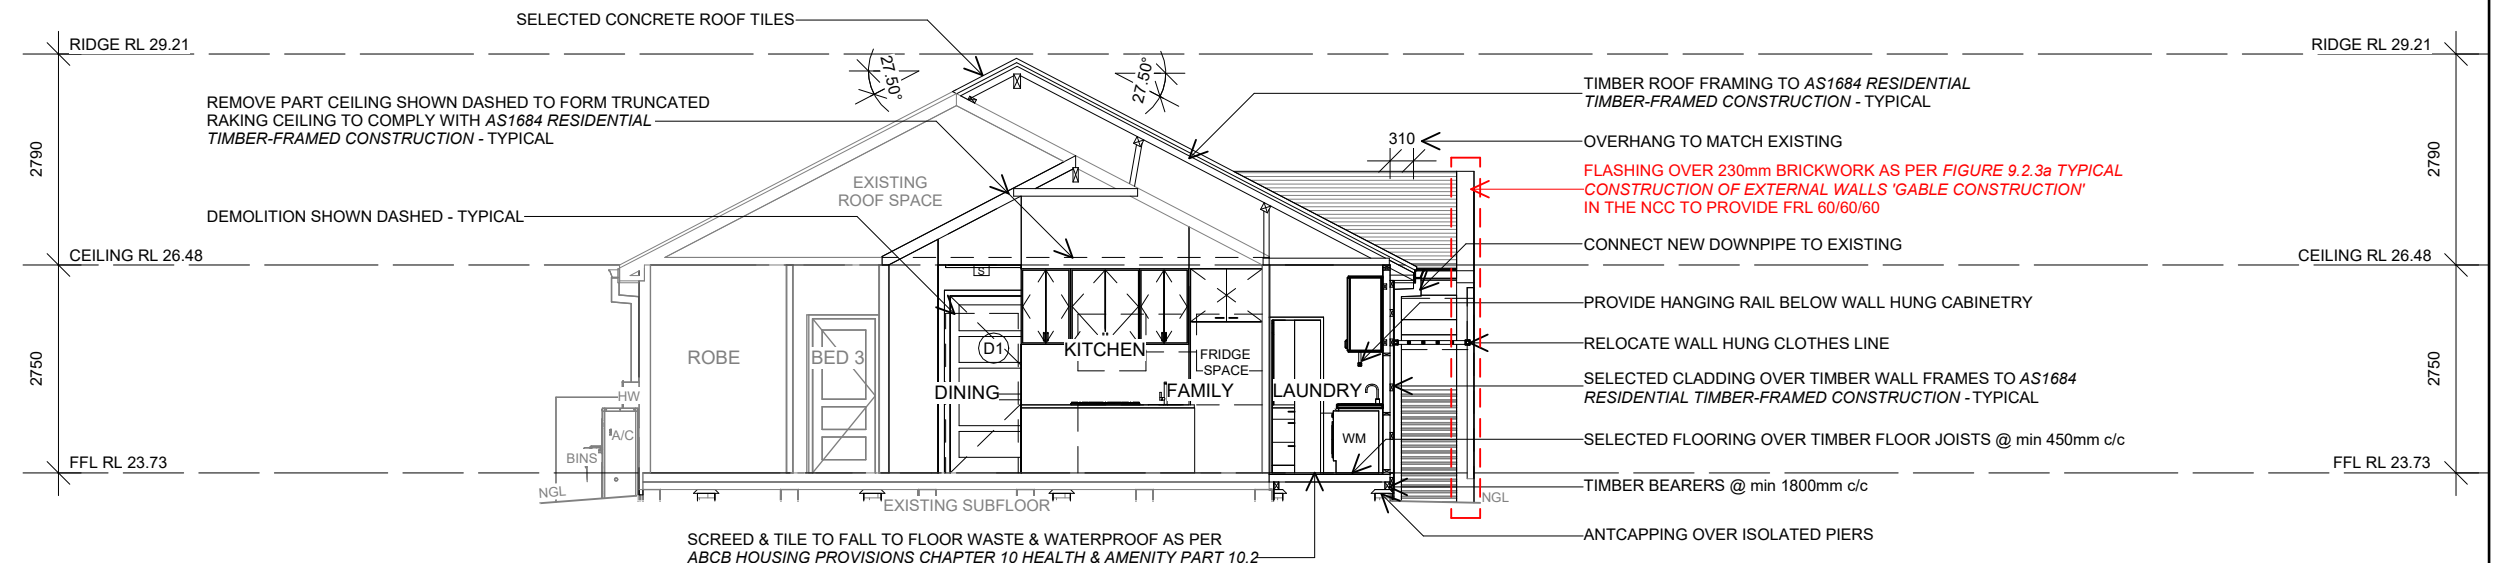 SELECTED CONCRETE ROOF TILES
RIDGE RL 29.21
RIDGE RL 29.21
27.50°
27.50°
REMOVE PART CEILING SHOWN DASHED TO FORM TRUNCATED
RAKING CEILING TO COMPLY WITH AS1684 RESIDENTIAL
TIMBER-FRAMED CONSTRUCTION - TYPICAL
TIMBER ROOF FRAMING TO AS1684 RESIDENTIAL
TIMBER-FRAMED CONSTRUCTION - TYPICAL
310
OVERHANG TO MATCH EXISTING
2790
2790
FLASHING OVER 230mm BRICKWORK AS PER FIGURE 9.2.3a TYPICAL
CONSTRUCTION OF EXTERNAL WALLS 'GABLE CONSTRUCTION'
IN THE NCC TO PROVIDE FRL 60/60/60
EXISTING
ROOF SPACE
DEMOLITION SHOWN DASHED - TYPICAL
CONNECT NEW DOWNPIPE TO EXISTING
CEILING RL 26.48
CEILING RL 26.48
S
PROVIDE HANGING RAIL BELOW WALL HUNG CABINETRY
RELOCATE WALL HUNG CLOTHES LINE
ROBE
BED 3
D1
KITCHEN
FRIDGE
SPACE
2750
2750
DINING
FAMILY
LAUNDRY
SELECTED CLADDING OVER TIMBER WALL FRAMES TO AS1684
RESIDENTIAL TIMBER-FRAMED CONSTRUCTION - TYPICAL
HW
A/C
BINS
WM
SELECTED FLOORING OVER TIMBER FLOOR JOISTS @ min 450mm c/c
FFL RL 23.73
FFL RL 23.73
TIMBER BEARERS @ min 1800mm c/c
NGL
NGL
EXISTING SUBFLOOR
ANTCAPPING OVER ISOLATED PIERS
SCREED & TILE TO FALL TO FLOOR WASTE & WATERPROOF AS PER
ABCB HOUSING PROVISIONS CHAPTER 10 HEALTH & AMENITY PART 10.2